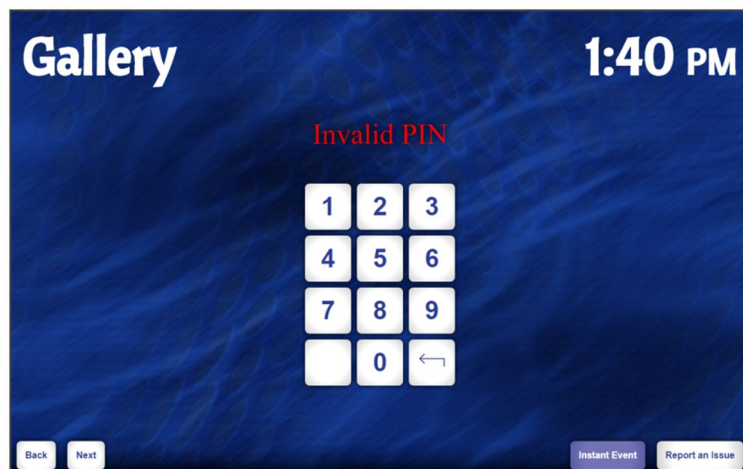 Gallery
1:40 PM
Invalid PIN
1 2 3
4 5 6
7 8 9
0
Back Next Instant Event Report an Issue